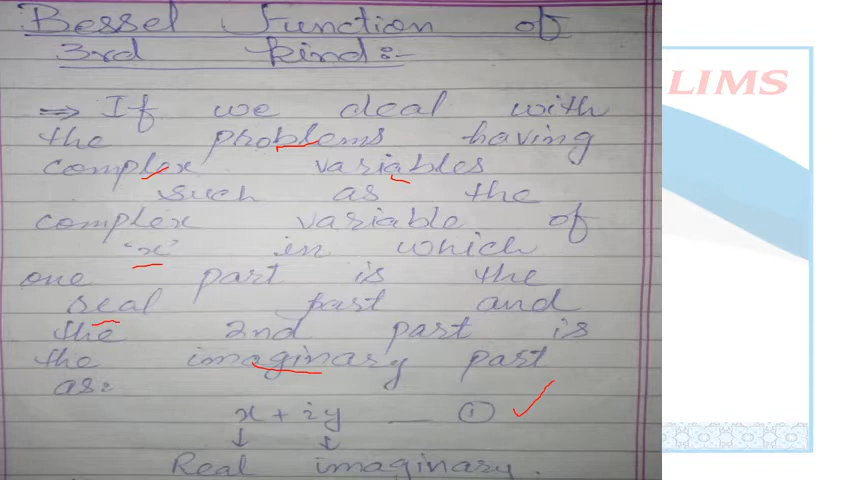 Bessel Function of
3rd kind:-
⇒ If we deal with
the problems having
complex variables
such as the
complex variable of
'x' in which
one part is the
real part and
the 2nd part is
the imaginary part
as:
x + iy — ①
↓ ↓
Real imaginary.
LIMS